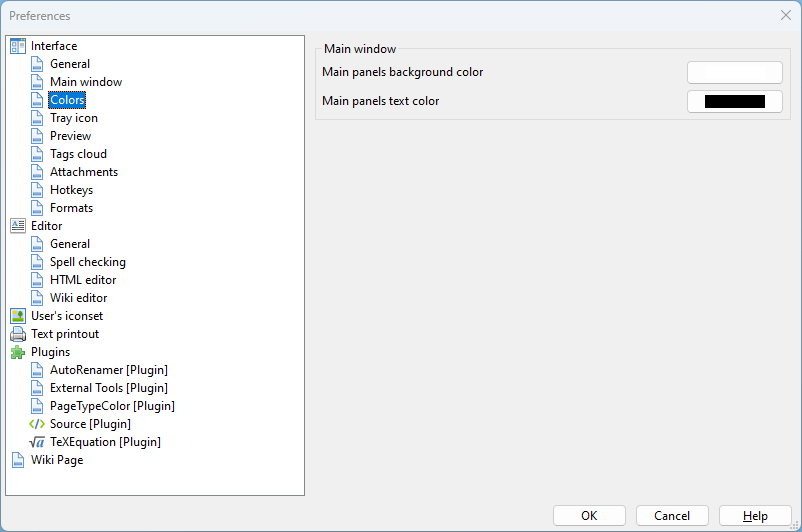 Preferences
Interface
General
Main window
Colors
Tray icon
Preview
Tags cloud
Attachments
Hotkeys
Formats
Editor
General
Spell checking
HTML editor
Wiki editor
User's iconset
Text printout
Plugins
AutoRenamer [Plugin]
External Tools [Plugin]
PageTypeColor [Plugin]
Source [Plugin]
TeXEquation [Plugin]
Wiki Page
Main window
Main panels background color
Main panels text color
OK
Cancel
Help